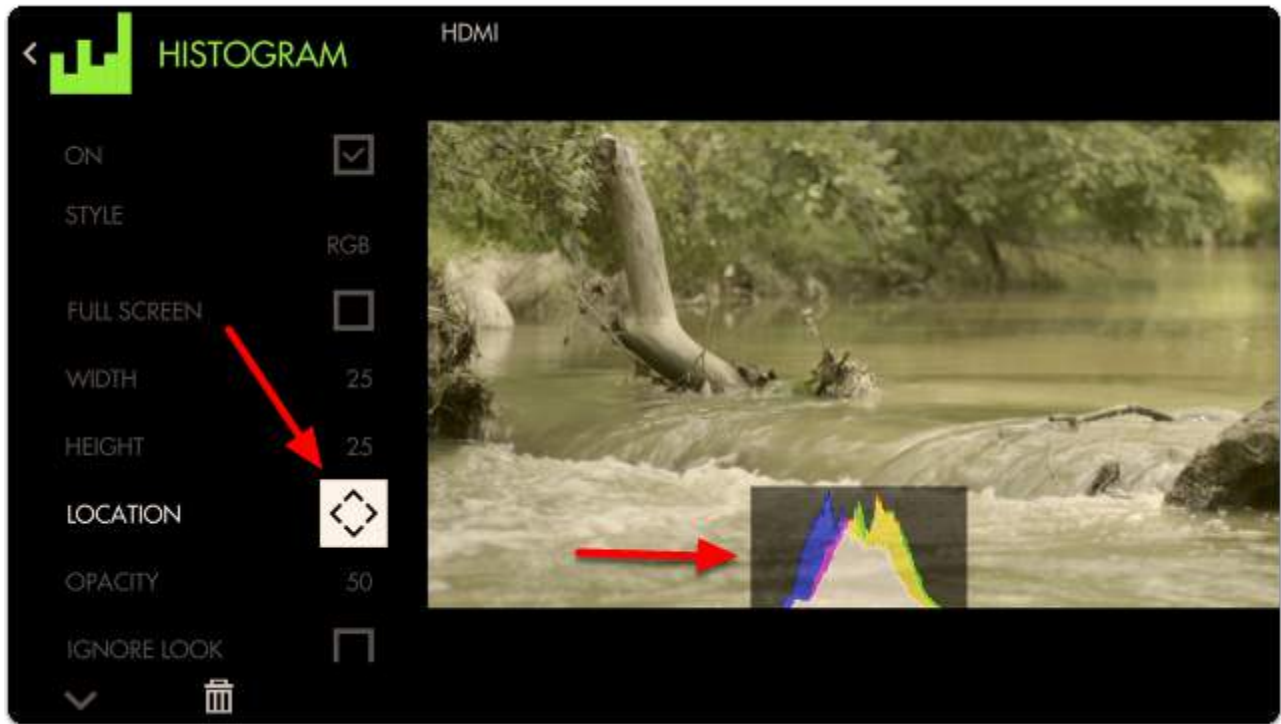 HISTOGRAM
HDMI
ON
STYLE
RGB
FULL SCREEN
WIDTH 25
HEIGHT 25
LOCATION
OPACITY 50
IGNORE LOOK